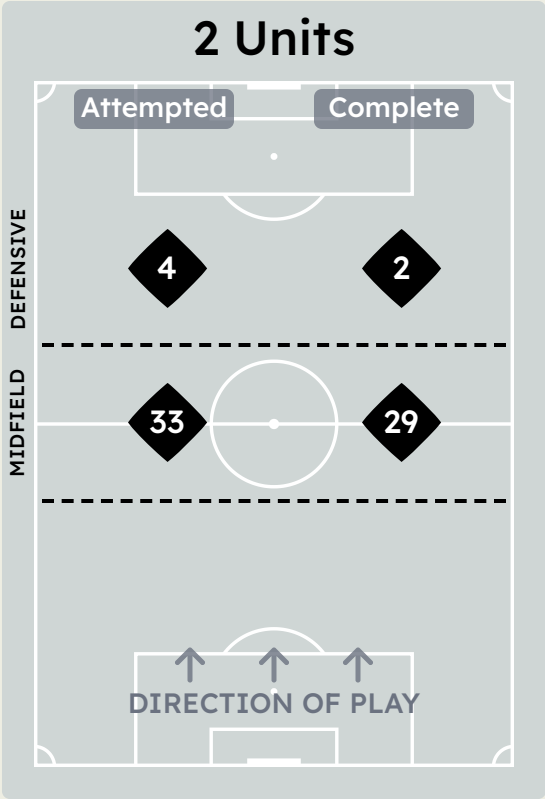 2 Units
Attempted
Complete
DEFENSIVE
4
2
MIDFIELD
33
29
DIRECTION OF PLAY